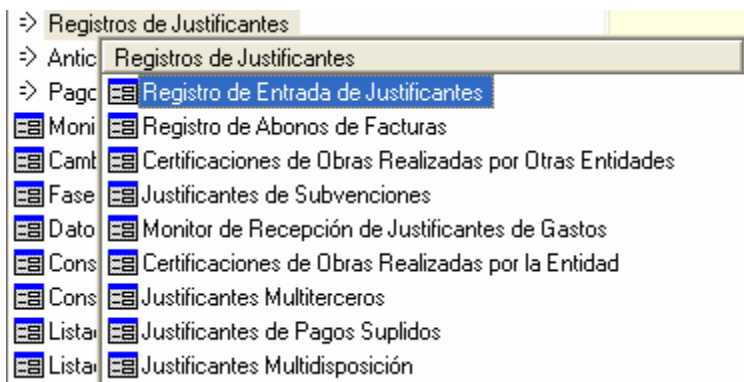 Registros de Justificantes
Antic
Registros de Justificantes
Pago
Registro de Entrada de Justificantes
Moni
Registro de Abonos de Facturas
Camb
Certificaciones de Obras Realizadas por Otras Entidades
Fase
Justificantes de Subvenciones
Dato
Monitor de Recepción de Justificantes de Gastos
Cons
Certificaciones de Obras Realizadas por la Entidad
Cons
Justificantes Multiterceros
Lista
Justificantes de Pagos Suplidos
Lista
Justificantes Multidisposición